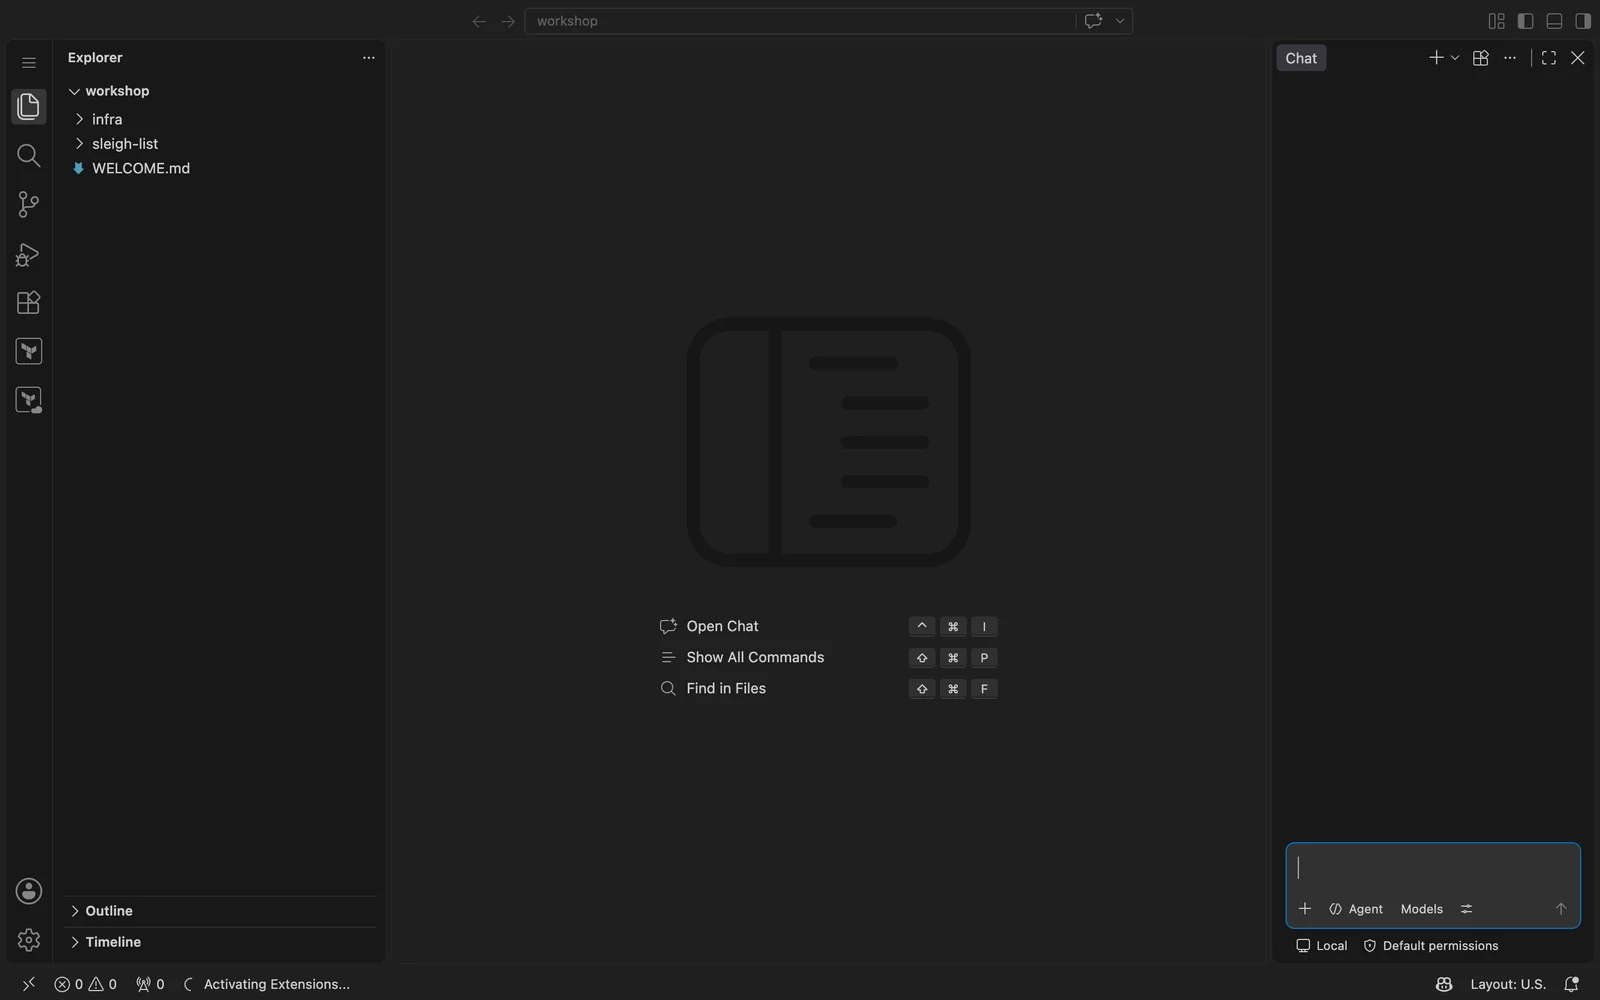 workshop
Explorer
workshop
infra
sleigh-list
WELCOME.md
Outline
Timeline
Open Chat ^ ⌘ I
Show All Commands ⇧ ⌘ P
Find in Files ⇧ ⌘ F
Chat
Agent Models
Local Default permissions
0 0 0 Activating Extensions...
Layout: U.S.